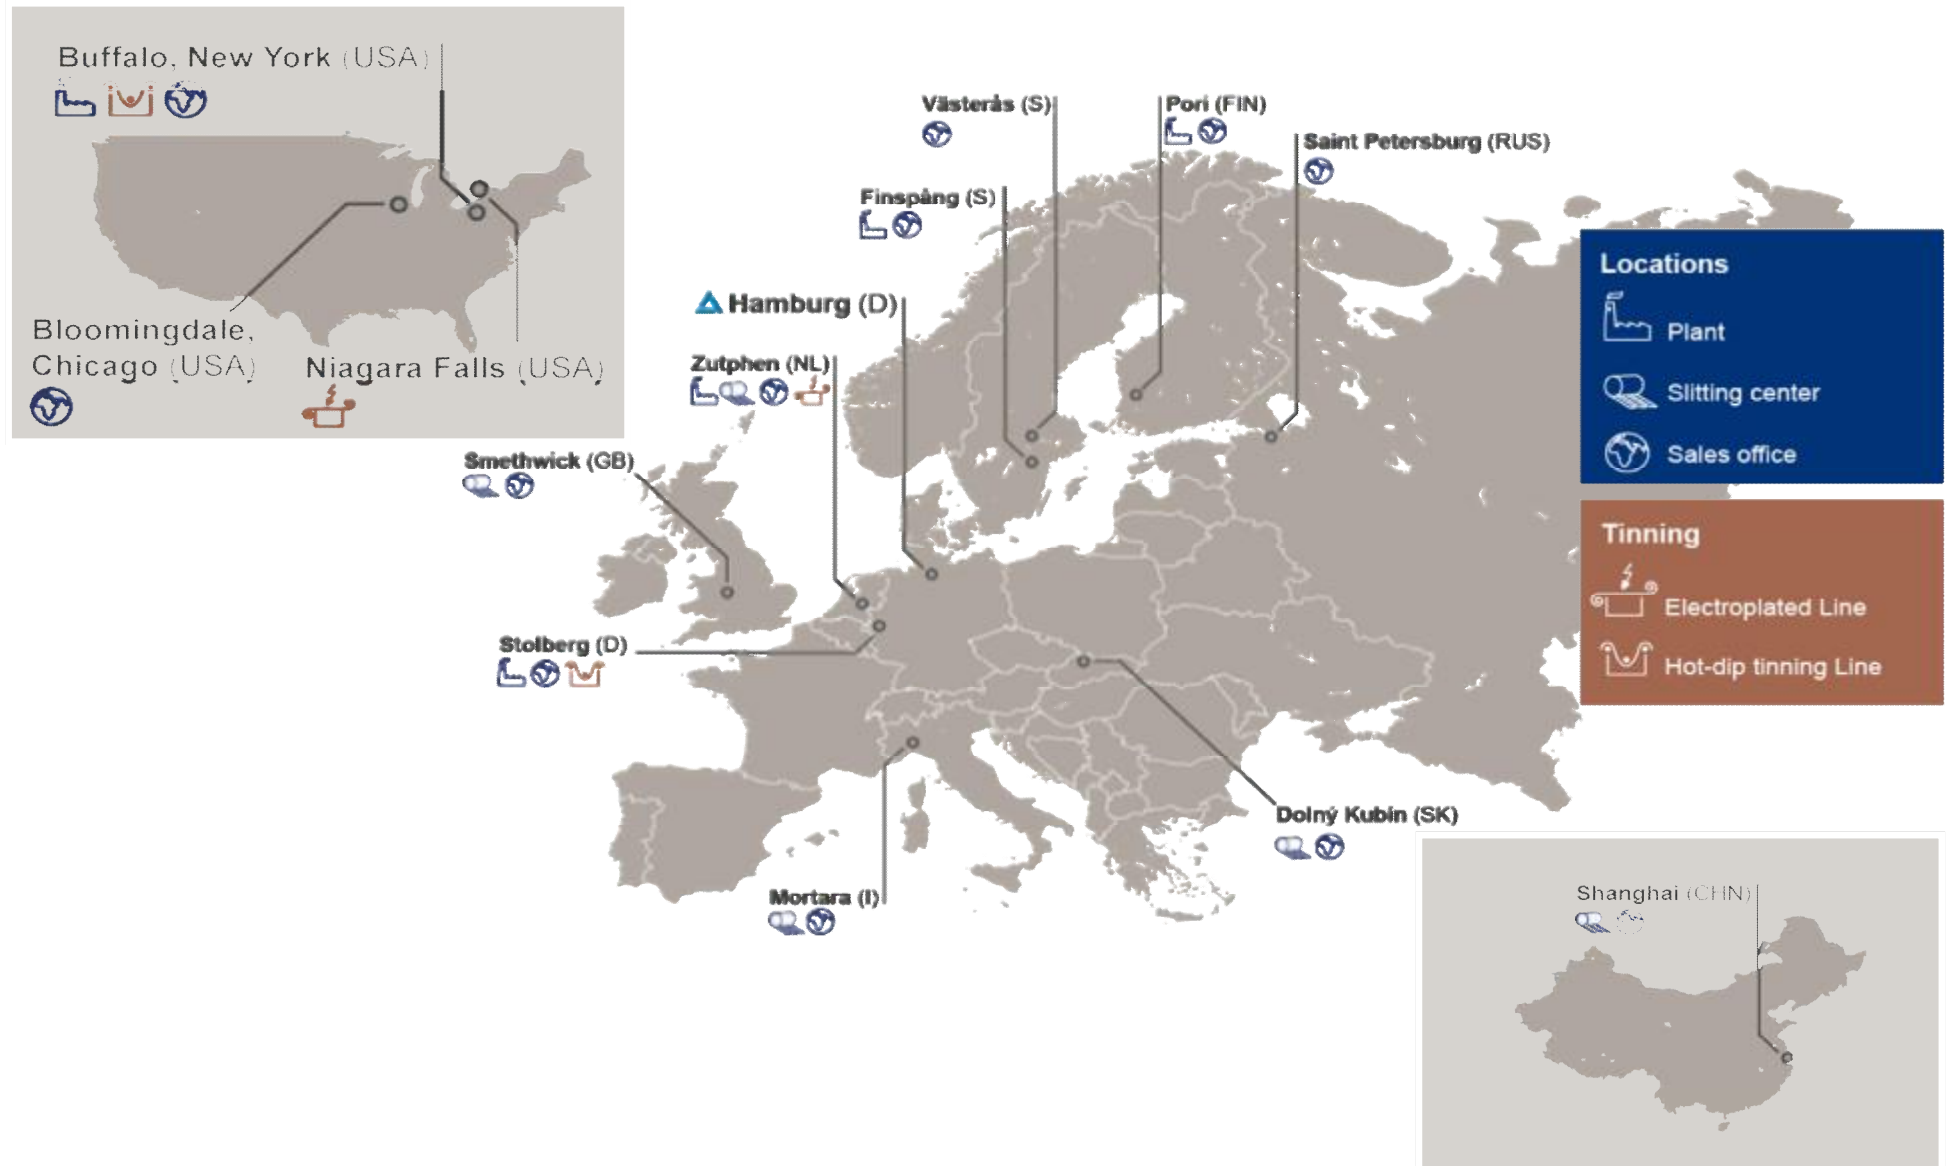 Buffalo, New York (USA)
Bloomingdale,
Chicago (USA)
Niagara Falls (USA)
Västerås (S)
Pori (FIN)
Saint Petersburg (RUS)
Finspång (S)
Hamburg (D)
Zutphen (NL)
Smethwick (GB)
Stolberg (D)
Mortara (I)
Dolný Kubín (SK)
Locations
Plant
Slitting center
Sales office
Tinning
Electroplated Line
Hot-dip tinning Line
Shanghai (CHN)